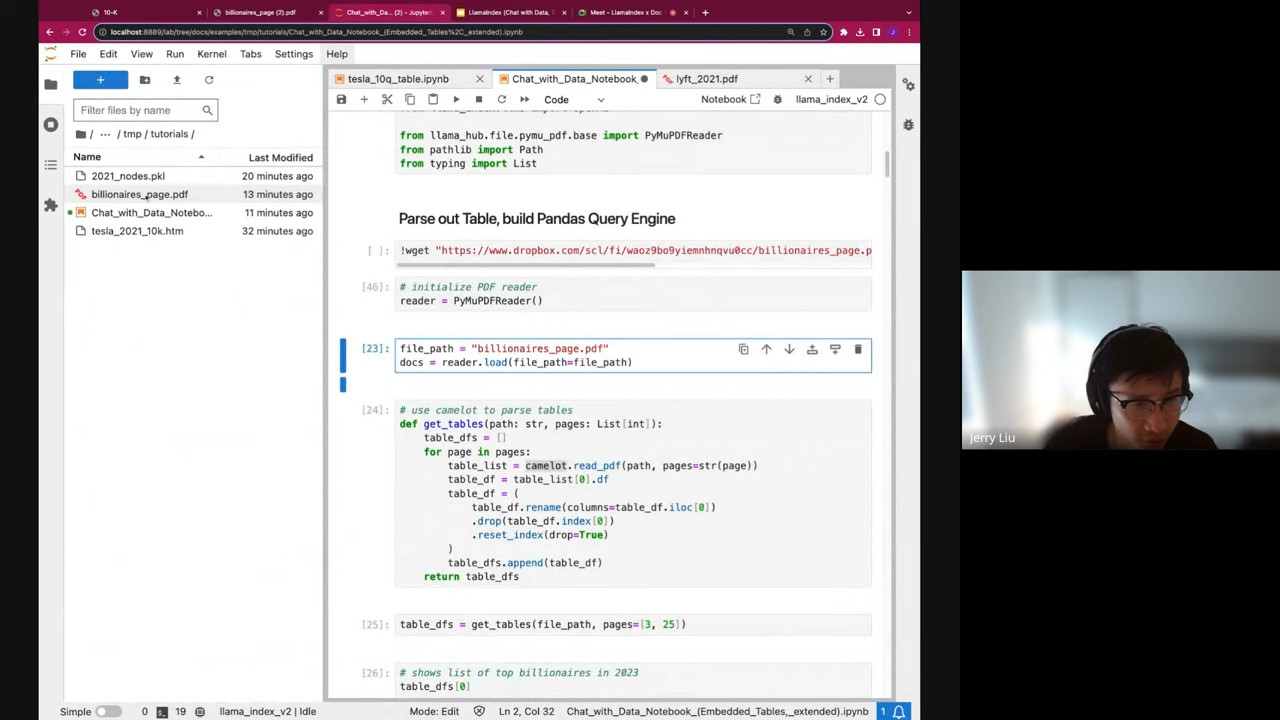 10-K
billionaires_page (2).pdf
Chat_with_Da... (2) - Jupyter
LlamaIndex (Chat with Data,
Meet – LlamaIndex x Doc
localhost:8889/lab/tree/docs/examples/tmp/tutorials/Chat_with_Data_Notebook_(Embedded_Tables%2C_extended).ipynb
File Edit View Run Kernel Tabs Settings Help
tesla_10q_table.ipynb
Chat_with_Data_Notebook_
lyft_2021.pdf
Code
Notebook
llama_index_v2
Filter files by name
/ ... / tmp / tutorials /
Name
Last Modified
2021_nodes.pkl 20 minutes ago
billionaires_page.pdf 13 minutes ago
Chat_with_Data_Notebo... 11 minutes ago
tesla_2021_10k.htm 32 minutes ago
from llama_hub.file.pymu_pdf.base import PyMuPDFReader
from pathlib import Path
from typing import List
Parse out Table, build Pandas Query Engine
[ ]: !wget "https://www.dropbox.com/scl/fi/waoz9bo9yiemnhnqvu0cc/billionaires_page.p
[46]: # initialize PDF reader
reader = PyMuPDFReader()
[23]: file_path = "billionaires_page.pdf"
docs = reader.load(file_path=file_path)
[24]: # use camelot to parse tables
def get_tables(path: str, pages: List[int]):
table_dfs = []
for page in pages:
table_list = camelot.read_pdf(path, pages=str(page))
table_df = table_list[0].df
table_df = (
table_df.rename(columns=table_df.iloc[0])
.drop(table_df.index[0])
.reset_index(drop=True)
)
table_dfs.append(table_df)
return table_dfs
[25]: table_dfs = get_tables(file_path, pages=[3, 25])
[26]: # shows list of top billionaires in 2023
table_dfs[0]
Simple 0 19 llama_index_v2 | Idle
Mode: Edit Ln 2, Col 32 Chat_with_Data_Notebook_(Embedded_Tables,_extended).ipynb 1
Jerry Liu